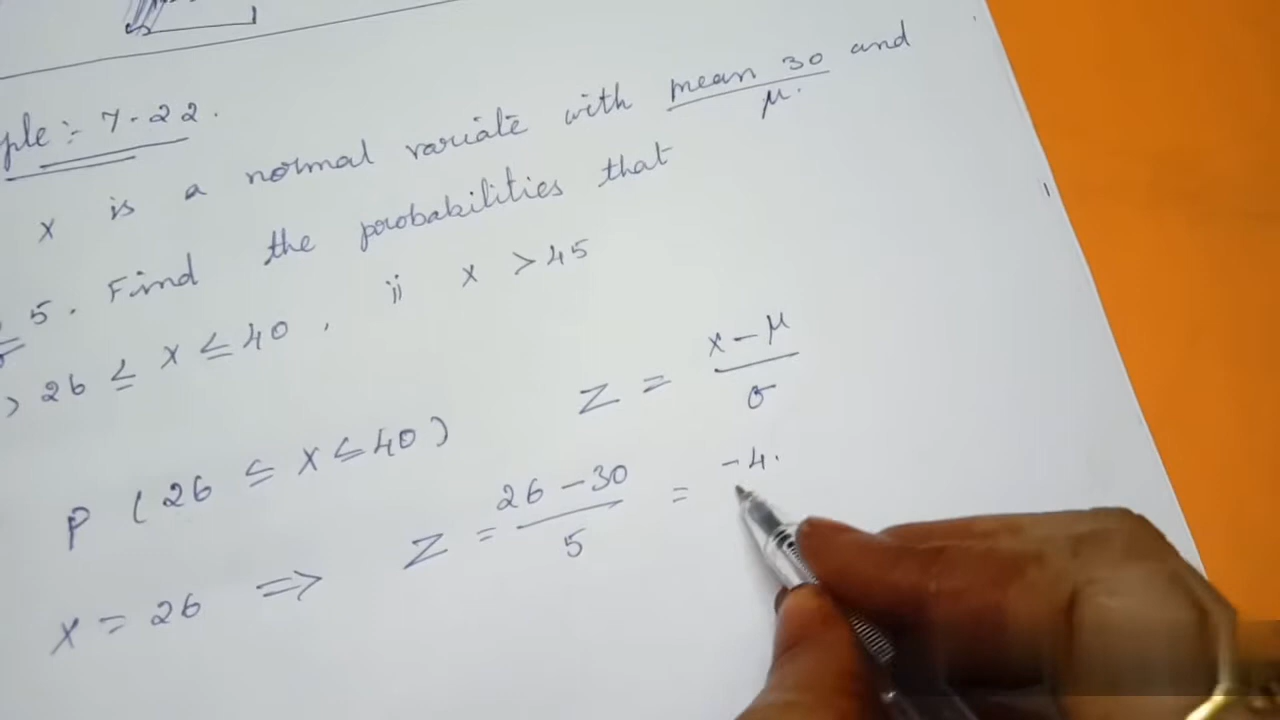 ple :- 7.22.
x is a normal variate with mean 30 and
μ.
5. Find the probabilities that
26 ≤ x ≤ 40, ii x > 45
Z = x - μ / σ
P (26 ≤ x ≤ 40)
x = 26 ⇒ Z = 26 - 30 / 5 = -4.